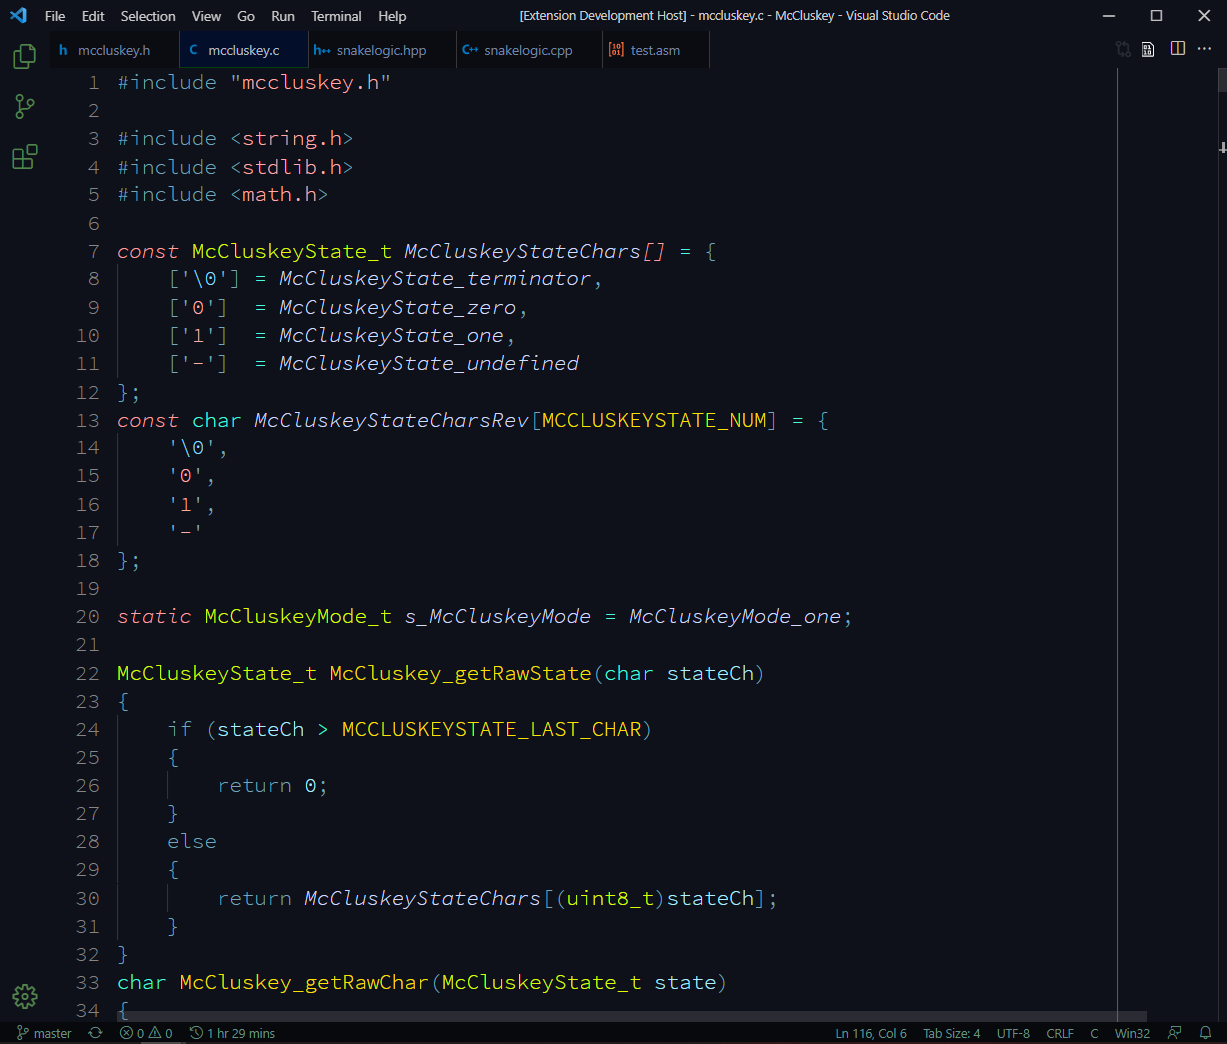 File Edit Selection View Go Run Terminal Help [Extension Development Host] - mccluskey.c - McCluskey - Visual Studio Code
h mccluskey.h C mccluskey.c h++ snakelogic.hpp C++ snakelogic.cpp test.asm
1 #include "mccluskey.h"
2
3 #include <string.h>
4 #include <stdlib.h>
5 #include <math.h>
6
7 const McCluskeyState_t McCluskeyStateChars[] = {
8     ['\0'] = McCluskeyState_terminator,
9     ['0']  = McCluskeyState_zero,
10     ['1']  = McCluskeyState_one,
11     ['-']  = McCluskeyState_undefined
12 };
13 const char McCluskeyStateCharsRev[MCCLUSKEYSTATE_NUM] = {
14     '\0',
15     '0',
16     '1',
17     '-'
18 };
19
20 static McCluskeyMode_t s_McCluskeyMode = McCluskeyMode_one;
21
22 McCluskeyState_t McCluskey_getRawState(char stateCh)
23 {
24     if (stateCh > MCCLUSKEYSTATE_LAST_CHAR)
25     {
26         return 0;
27     }
28     else
29     {
30         return McCluskeyStateChars[(uint8_t)stateCh];
31     }
32 }
33 char McCluskey_getRawChar(McCluskeyState_t state)
34 {
master 0 0 1 hr 29 mins Ln 116, Col 6 Tab Size: 4 UTF-8 CRLF C Win32